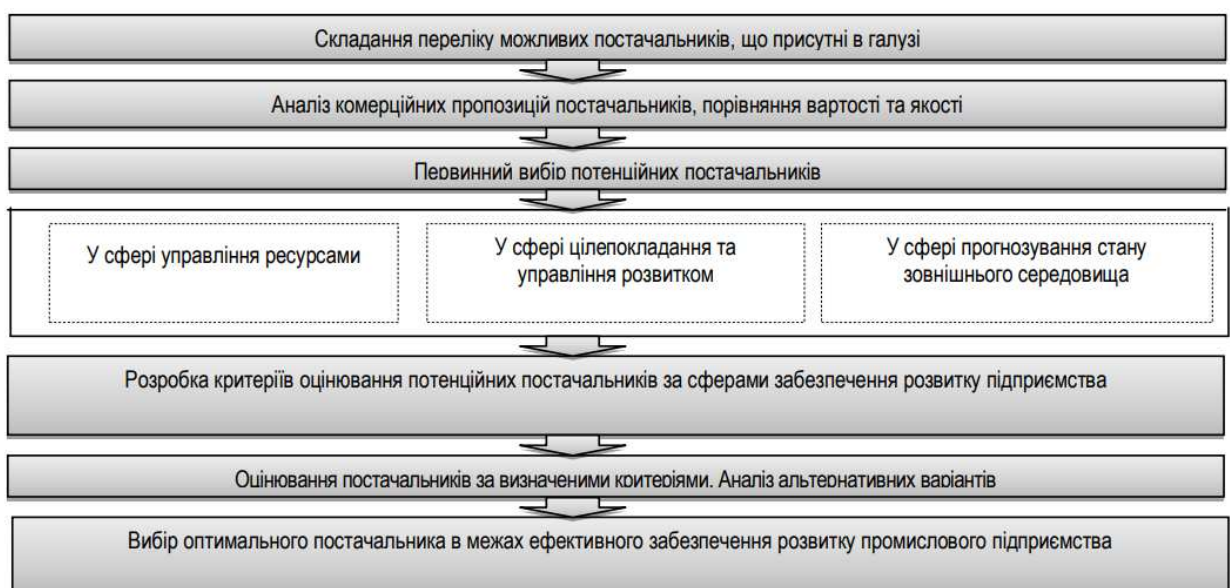 Складання переліку можливих постачальників, що присутні в галузі
Аналіз комерційних пропозицій постачальників, порівняння вартості та якості
Первинний вибір потенційних постачальників
У сфері управління ресурсами
У сфері цілепокладання та
управління розвитком
У сфері прогнозування стану
зовнішнього середовища
Розробка критеріїв оцінювання потенційних постачальників за сферами забезпечення розвитку підприємства
Оцінювання постачальників за визначеними критеріями. Аналіз альтернативних варіантів
Вибір оптимального постачальника в межах ефективного забезпечення розвитку промислового підприємства